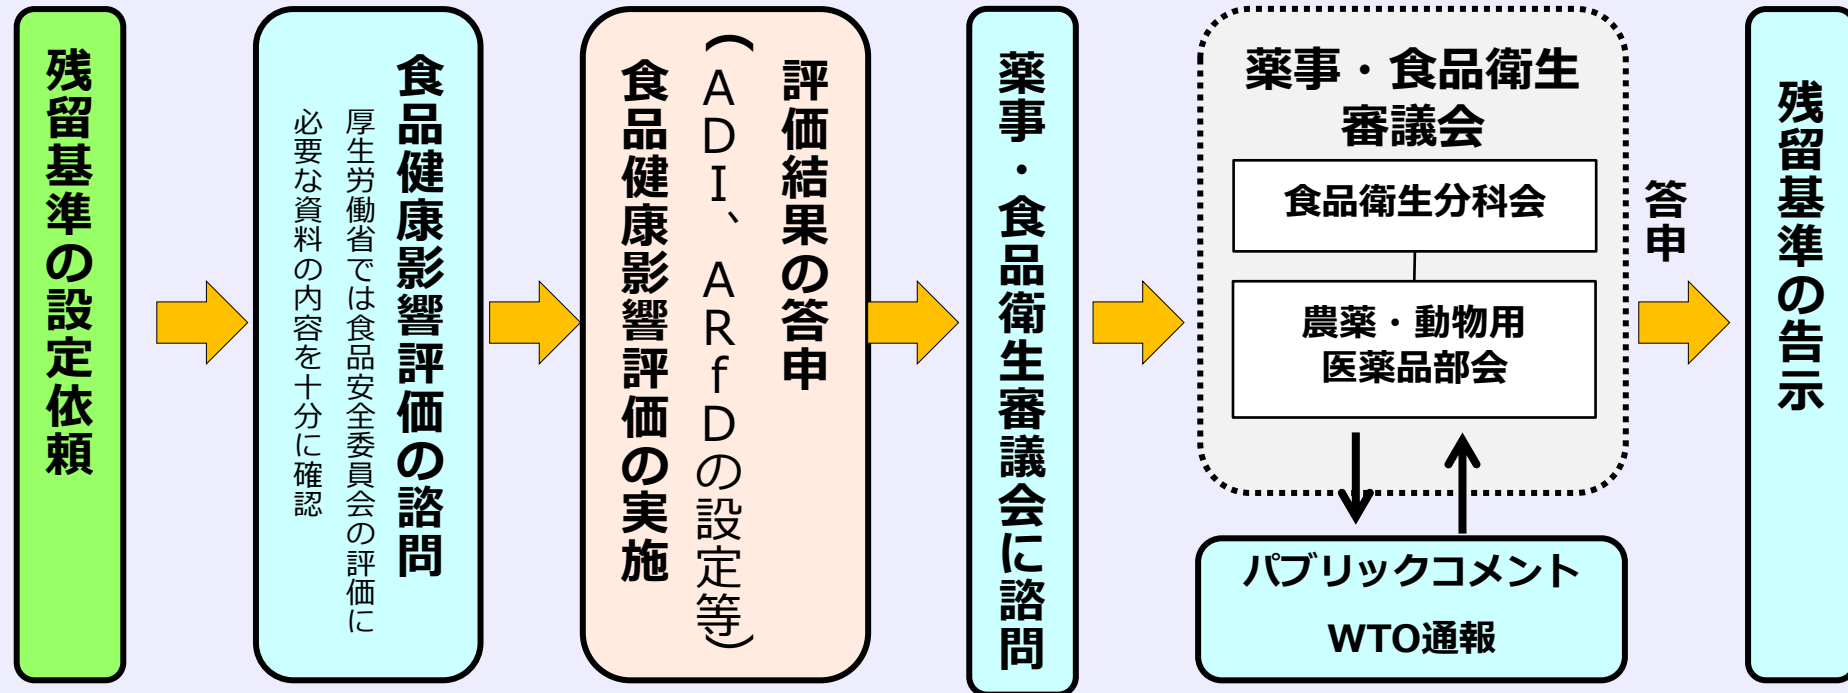 残留基準の設定依頼
食品健康影響評価の諮問
厚生労働省では食品安全委員会の評価に
必要な資料の内容を十分に確認
評価結果の答申
（ＡＤＩ、ＡＲｆＤの設定等）
食品健康影響評価の実施
薬事・食品衛生審議会に諮問
薬事・食品衛生
審議会
食品衛生分科会
農薬・動物用
医薬品部会
パブリックコメント
WTO通報
答申
残留基準の告示